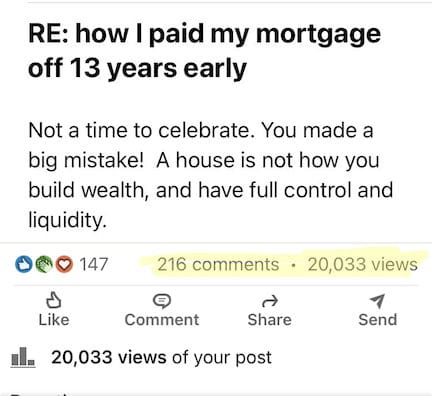 RE: how I paid my mortgage
off 13 years early
Not a time to celebrate. You made a
big mistake!  A house is not how you
build wealth, and have full control and
liquidity.
147 216 comments • 20,033 views
Like Comment Share Send
20,033 views of your post